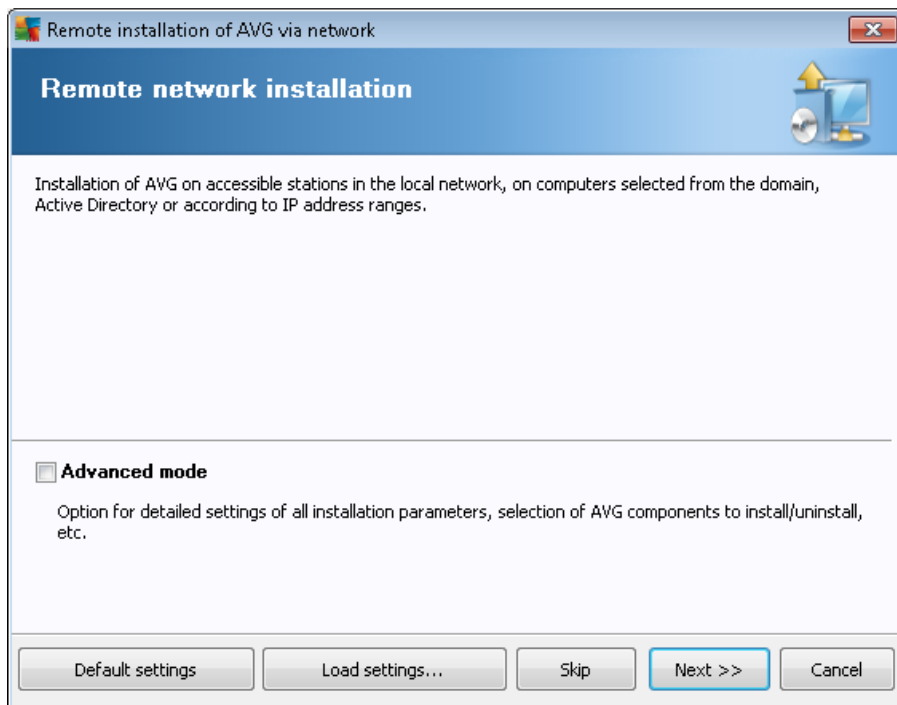 Remote installation of AVG via network
Remote network installation
Installation of AVG on accessible stations in the local network, on computers selected from the domain,
Active Directory or according to IP address ranges.
Advanced mode
Option for detailed settings of all installation parameters, selection of AVG components to install/uninstall,
etc.
Default settings Load settings... Skip Next >> Cancel